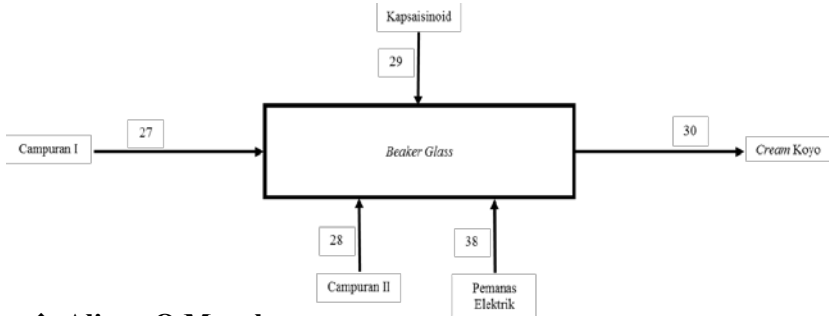 Kapsaisinoid
29
27
30
Campuran I
Beaker Glass
Cream Koyo
28
38
Campuran II
Pemanas
Elektrik